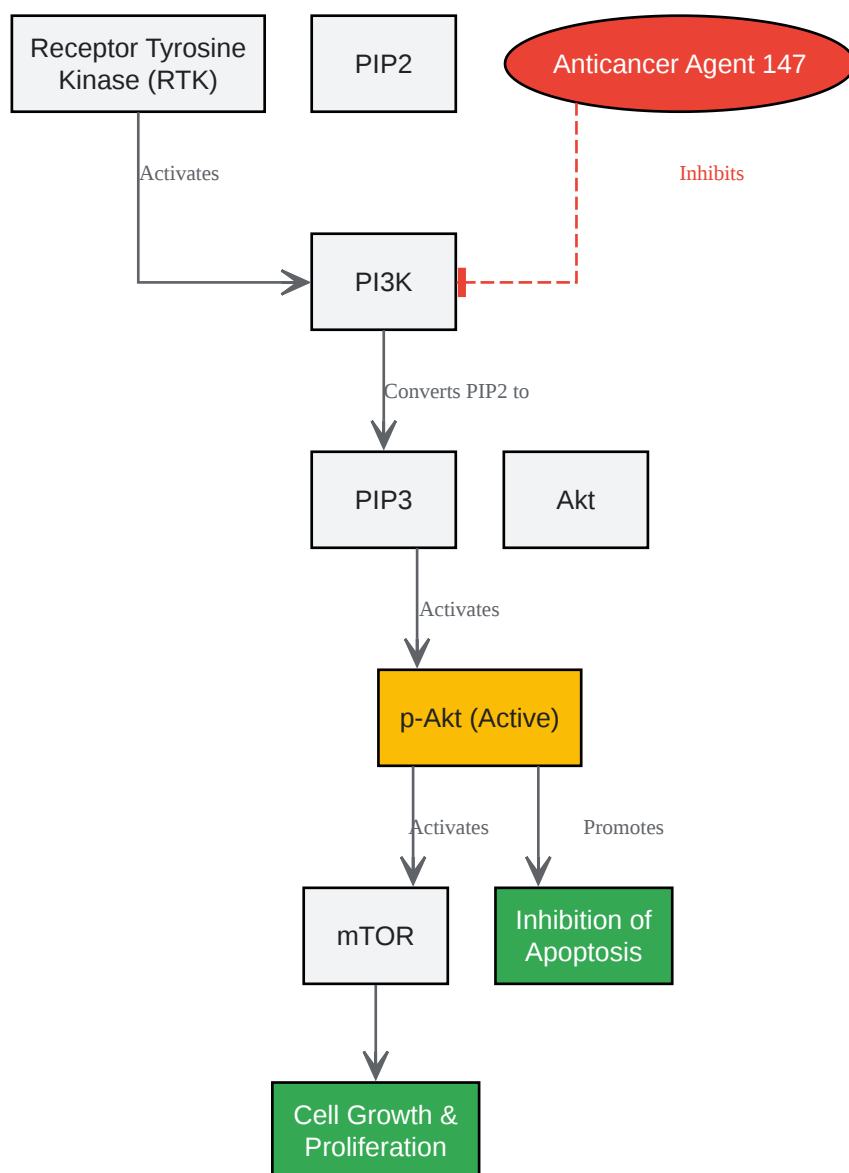 Receptor Tyrosine
Kinase (RTK)
PIP2
Anticancer Agent 147
Activates
Inhibits
PI3K
Converts PIP2 to
PIP3
Akt
Activates
p-Akt (Active)
Activates
Promotes
mTOR
Inhibition of
Apoptosis
Cell Growth &
Proliferation